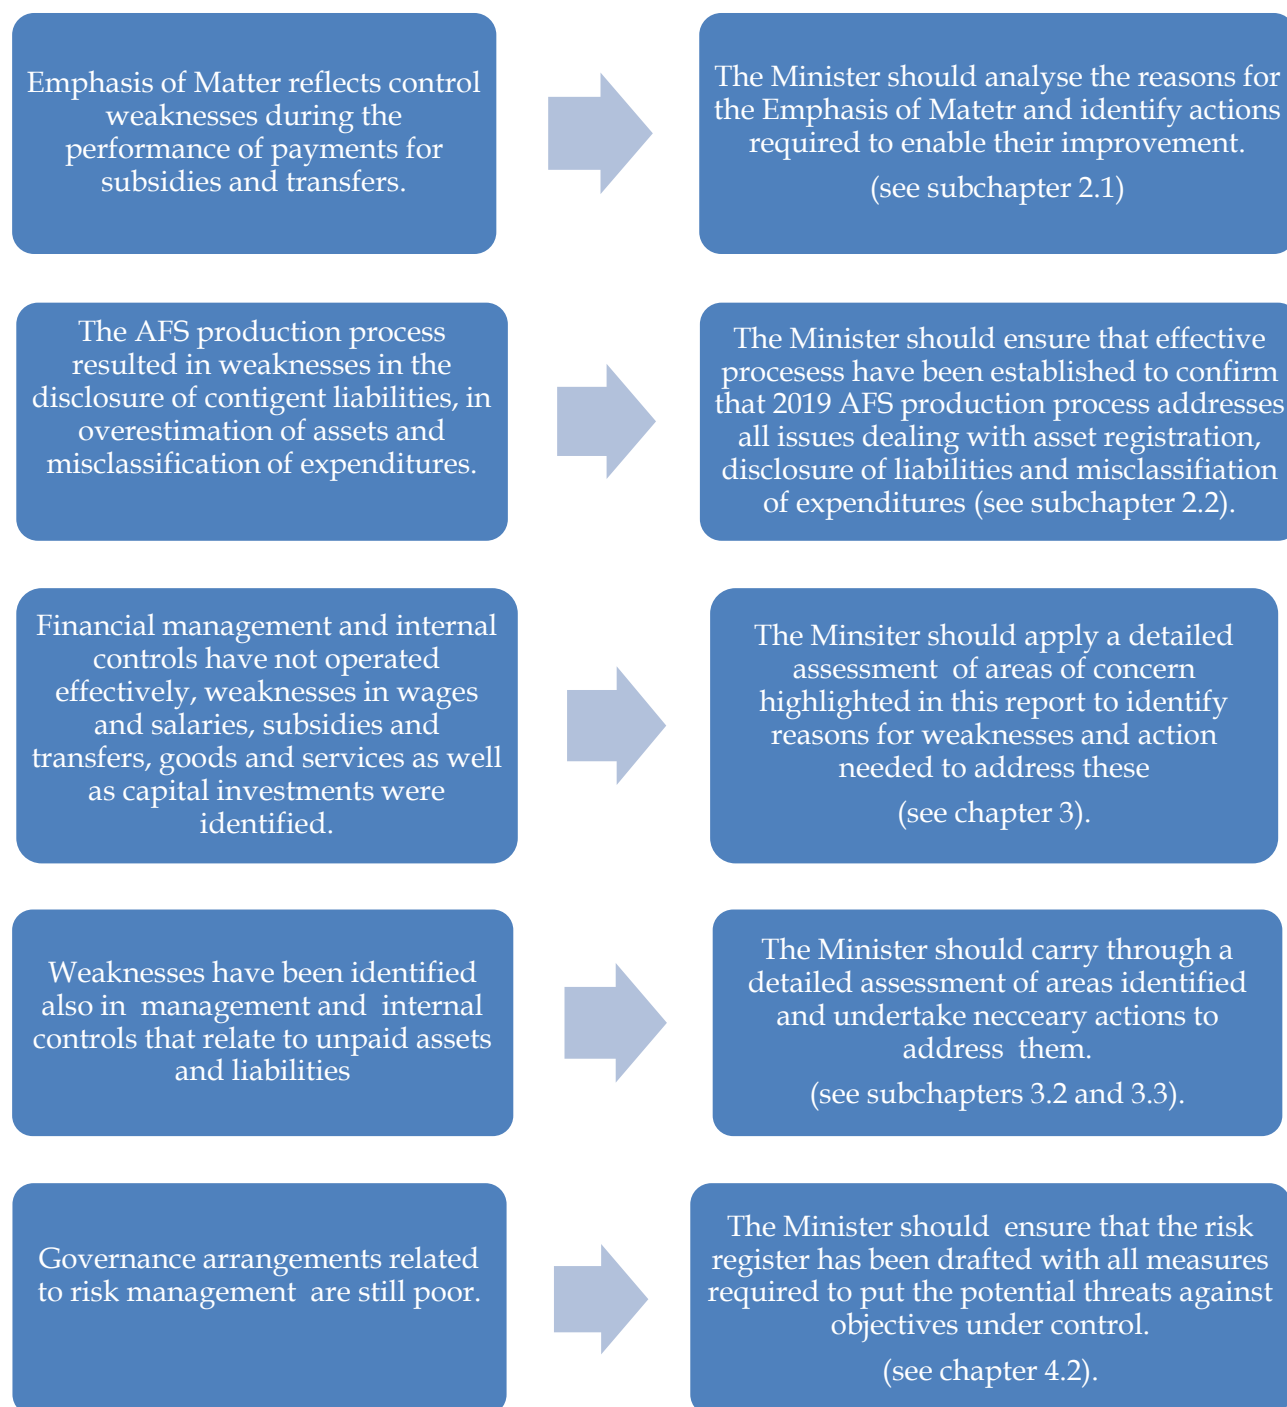 Emphasis of Matter reflects control
weaknesses during the
performance of payments for
subsidies and transfers.
The Minister should analyse the reasons for
the Emphasis of Matetr and identify actions
required to enable their improvement.
(see subchapter 2.1)
The AFS production process
resulted in weaknesses in the
disclosure of contigent liabilities, in
overestimation of assets and
misclassification of expenditures.
The Minister should ensure that effective
procesess have been established to confirm
that 2019 AFS production process addresses
all issues dealing with asset registration,
disclosure of liabilities and misclassifiation
of expenditures (see subchapter 2.2).
Financial management and internal
controls have not operated
effectively, weaknesses in wages
and salaries, subsidies and
transfers, goods and services as well
as capital investments were
identified.
The Minsiter should apply a detailed
assessment of areas of concern
highlighted in this report to identify
reasons for weaknesses and action
needed to address these
(see chapter 3).
Weaknesses have been identified
also in management and internal
controls that relate to unpaid assets
and liabilities
The Minister should carry through a
detailed assessment of areas identified
and undertake necceary actions to
address them.
(see subchapters 3.2 and 3.3).
Governance arrangements related
to risk management are still poor.
The Minister should ensure that the risk
register has been drafted with all measures
required to put the potential threats against
objectives under control.
(see chapter 4.2).